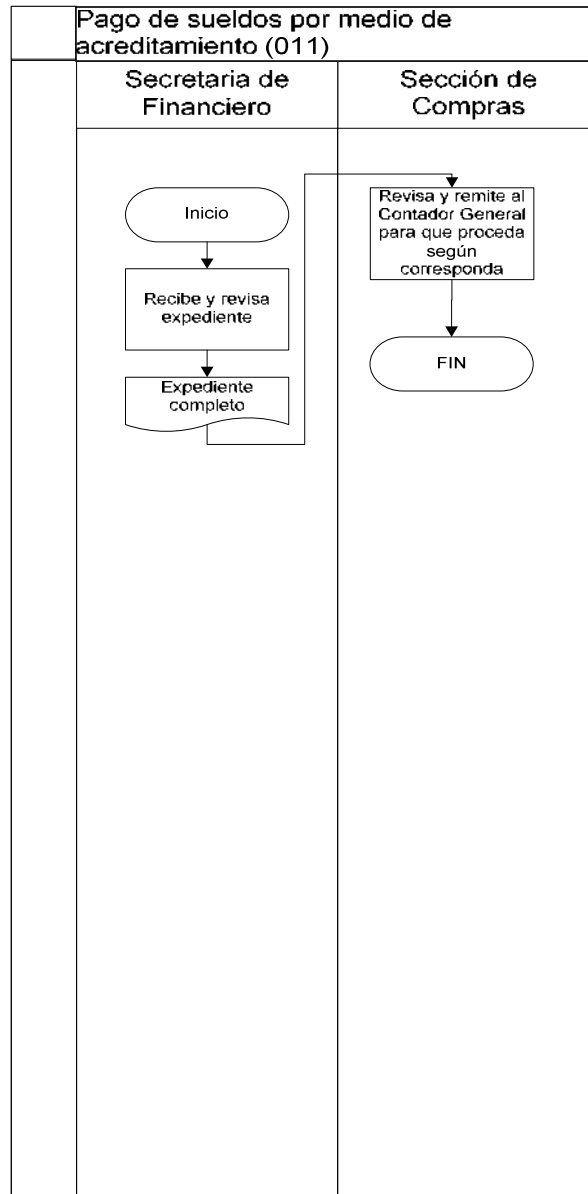 Pago de sueldos por medio de
acreditamiento (011)
Secretaria de
Financiero
Sección de
Compras
Inicio
Recibe y revisa
expediente
Expediente
completo
Revisa y remite al
Contador General
para que proceda
según
corresponda
FIN